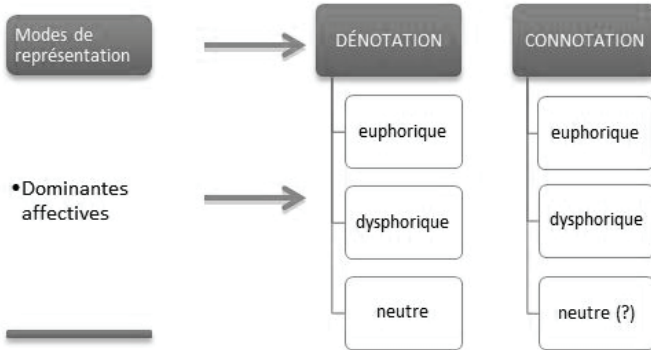 Modes de
représentation
DÉNOTATION
CONNOTATION
•Dominantes
affectives
euphorique
dysphorique
neutre
euphorique
dysphorique
neutre (?)